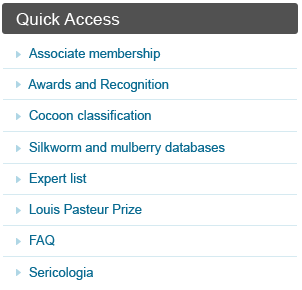 Quick Access
Associate membership
Awards and Recognition
Cocoon classification
Silkworm and mulberry databases
Expert list
Louis Pasteur Prize
FAQ
Sericologia